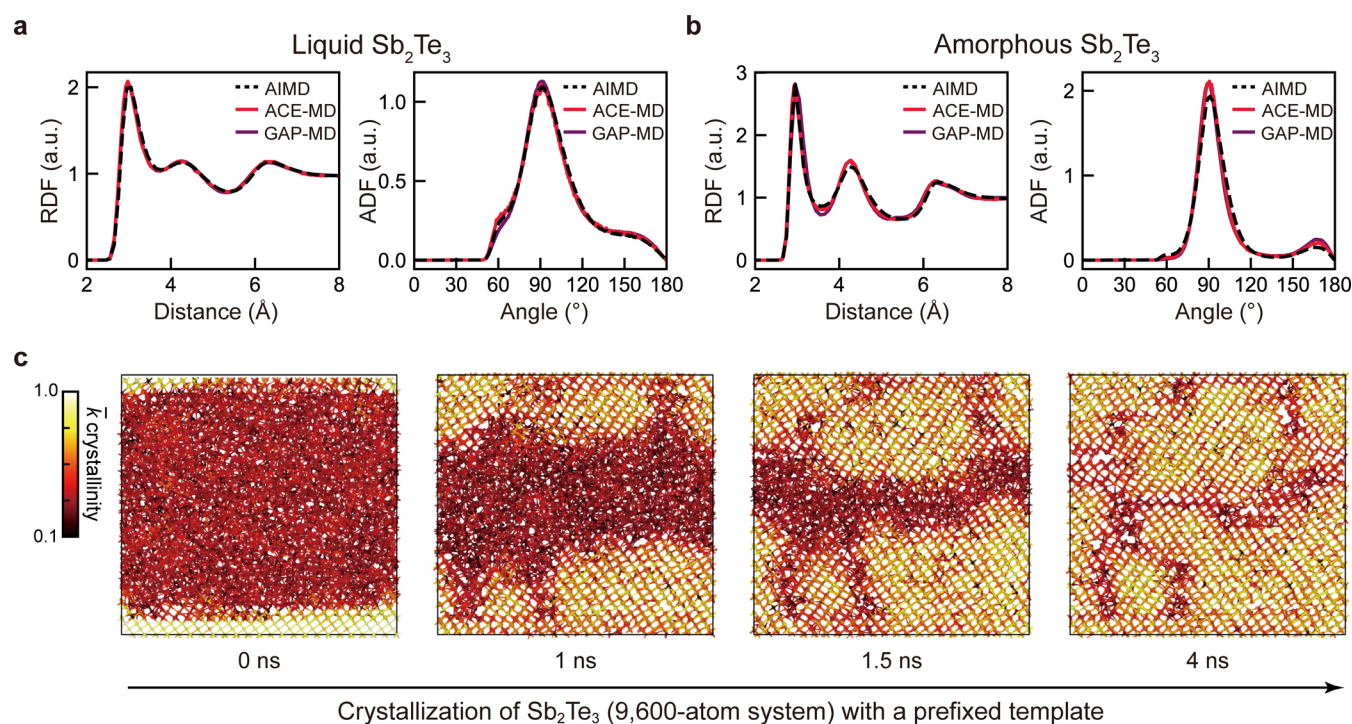 a
Liquid Sb₂Te₃
RDF (a.u.)
2
1
0
2 4 6 8
Distance (Å)
AIMD
ACE-MD
GAP-MD
ADF (a.u.)
1.0
0.5
0.0
0 30 60 90 120 150 180
Angle (°)
AIMD
ACE-MD
GAP-MD
b
Amorphous Sb₂Te₃
RDF (a.u.)
3
2
1
0
2 4 6 8
Distance (Å)
AIMD
ACE-MD
GAP-MD
ADF (a.u.)
2
1
0
0 30 60 90 120 150 180
Angle (°)
AIMD
ACE-MD
GAP-MD
c
1.0
0.1
k̅ crystallinity
0 ns
1 ns
1.5 ns
4 ns
Crystallization of Sb₂Te₃ (9,600-atom system) with a prefixed template